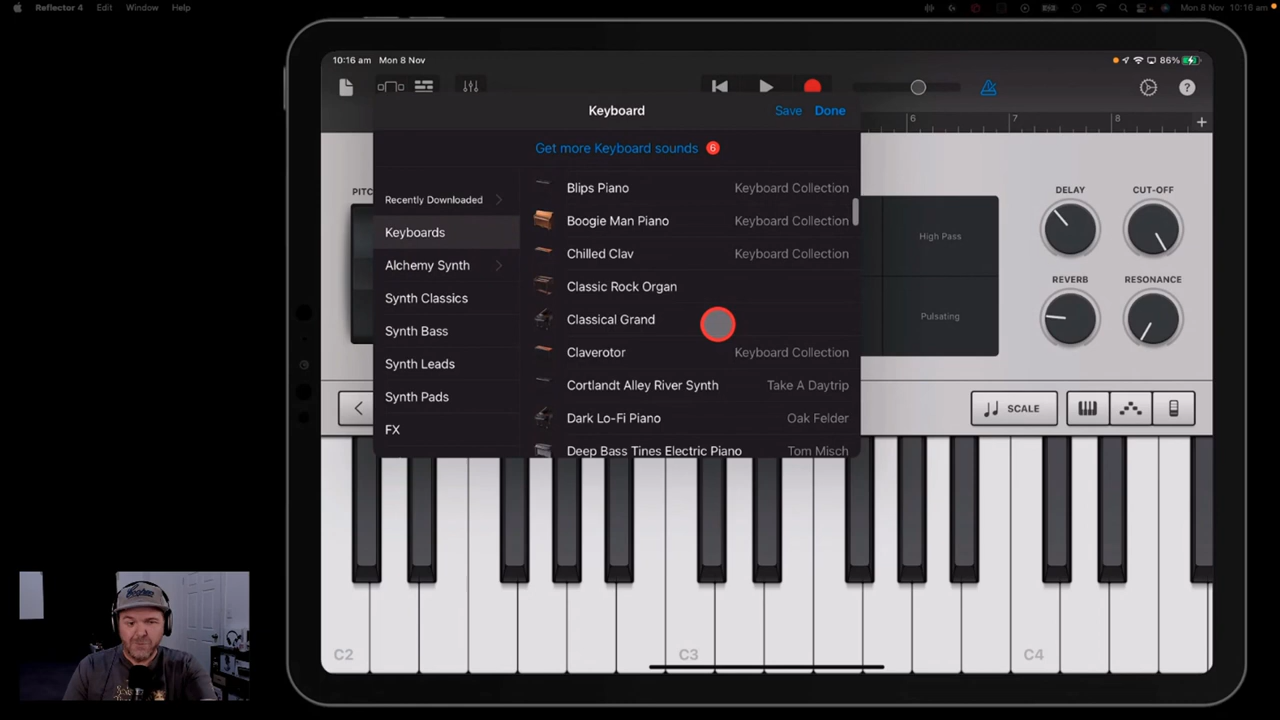 Reflector 4 Edit Window Help
Mon 8 Nov 10:16 am
10:16 am Mon 8 Nov
86%
Keyboard
Save Done
6 7 8 +
Get more Keyboard sounds 6
Recently Downloaded
Keyboards
Alchemy Synth
Synth Classics
Synth Bass
Synth Leads
Synth Pads
FX
Blips Piano Keyboard Collection
Boogie Man Piano Keyboard Collection
Chilled Clav Keyboard Collection
Classic Rock Organ
Classical Grand
Claverotor Keyboard Collection
Cortlandt Alley River Synth Take A Daytrip
Dark Lo-Fi Piano Oak Felder
Deep Bass Tines Electric Piano Tom Misch
PITC
High Pass
Pulsating
DELAY CUT-OFF
REVERB RESONANCE
SCALE
C2 C3 C4